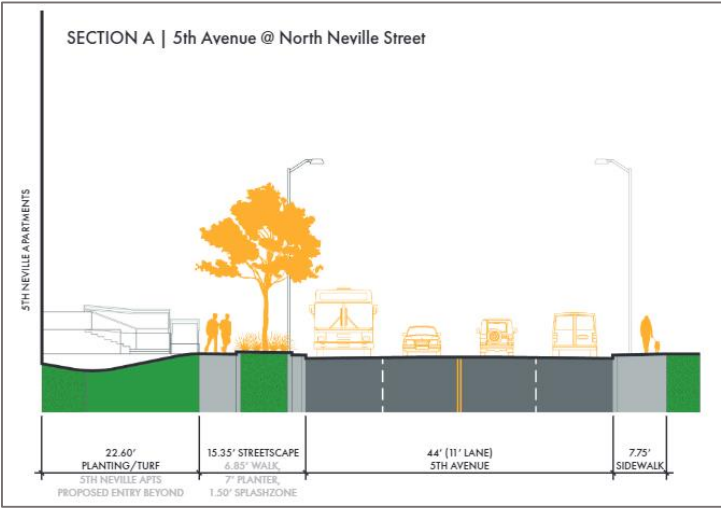 SECTION A | 5th Avenue @ North Neville Street
5TH NEVILLE APARTMENTS
22.60'
PLANTING/TURF
5TH NEVILLE APTS
PROPOSED ENTRY BEYOND
15.35' STREETSCAPE
6.85' WALK,
7' PLANTER,
1.50' SPLASHZONE
44' (11' LANE)
5TH AVENUE
7.75'
SIDEWALK